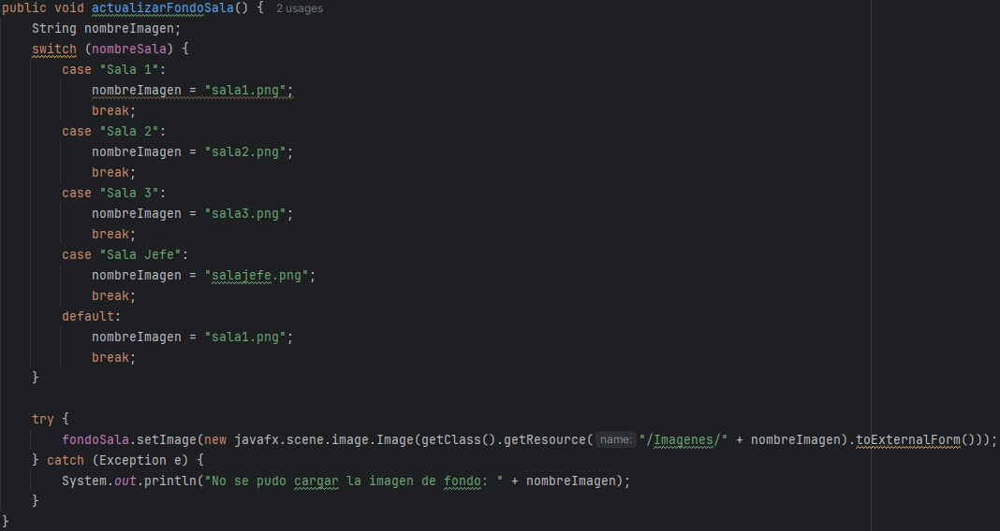 public void actualizarFondoSala() { 2 usages
String nombreImagen;
switch (nombreSala) {
case "Sala 1":
nombreImagen = "sala1.png";
break;
case "Sala 2":
nombreImagen = "sala2.png";
break;
case "Sala 3":
nombreImagen = "sala3.png";
break;
case "Sala Jefe":
nombreImagen = "salajefe.png";
break;
default:
nombreImagen = "sala1.png";
break;
}
try {
fondoSala.setImage(new javafx.scene.image.Image(getClass().getResource( name: "/Imagenes/" + nombreImagen).toExternalForm()));
} catch (Exception e) {
System.out.println("No se pudo cargar la imagen de fondo: " + nombreImagen);
}
}